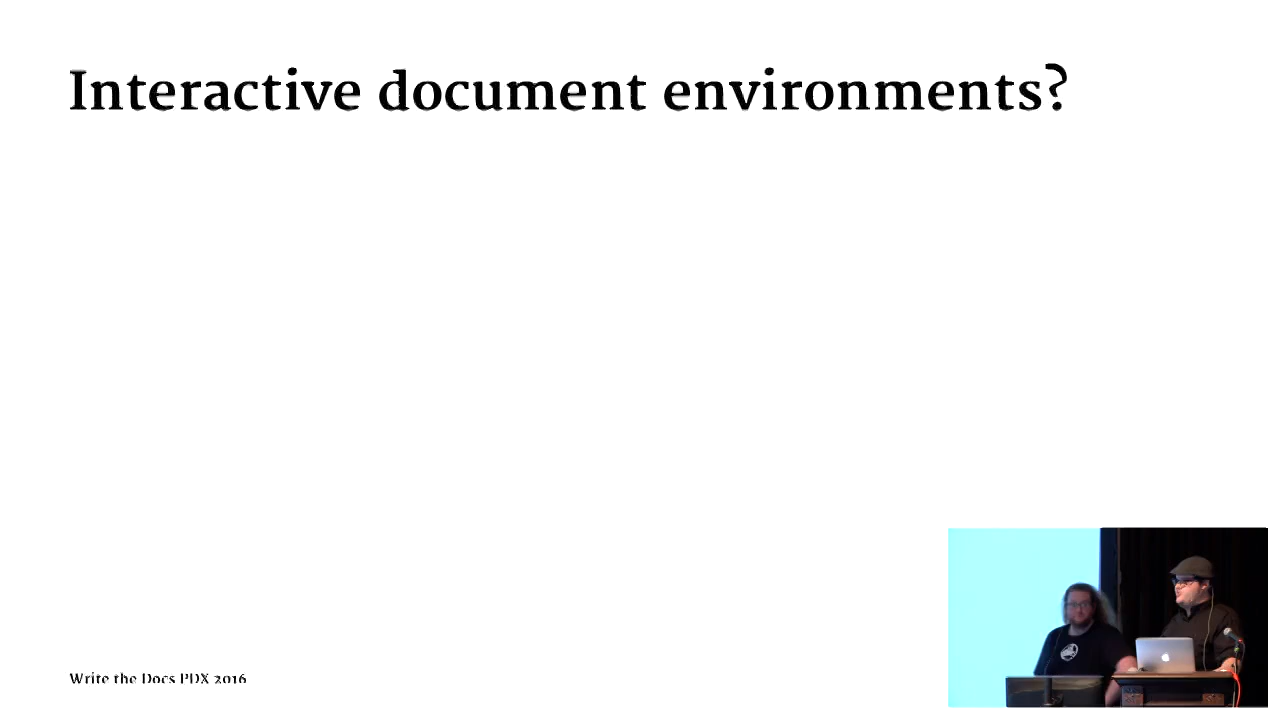 Interactive document environments?
Write the Docs PDX 2016